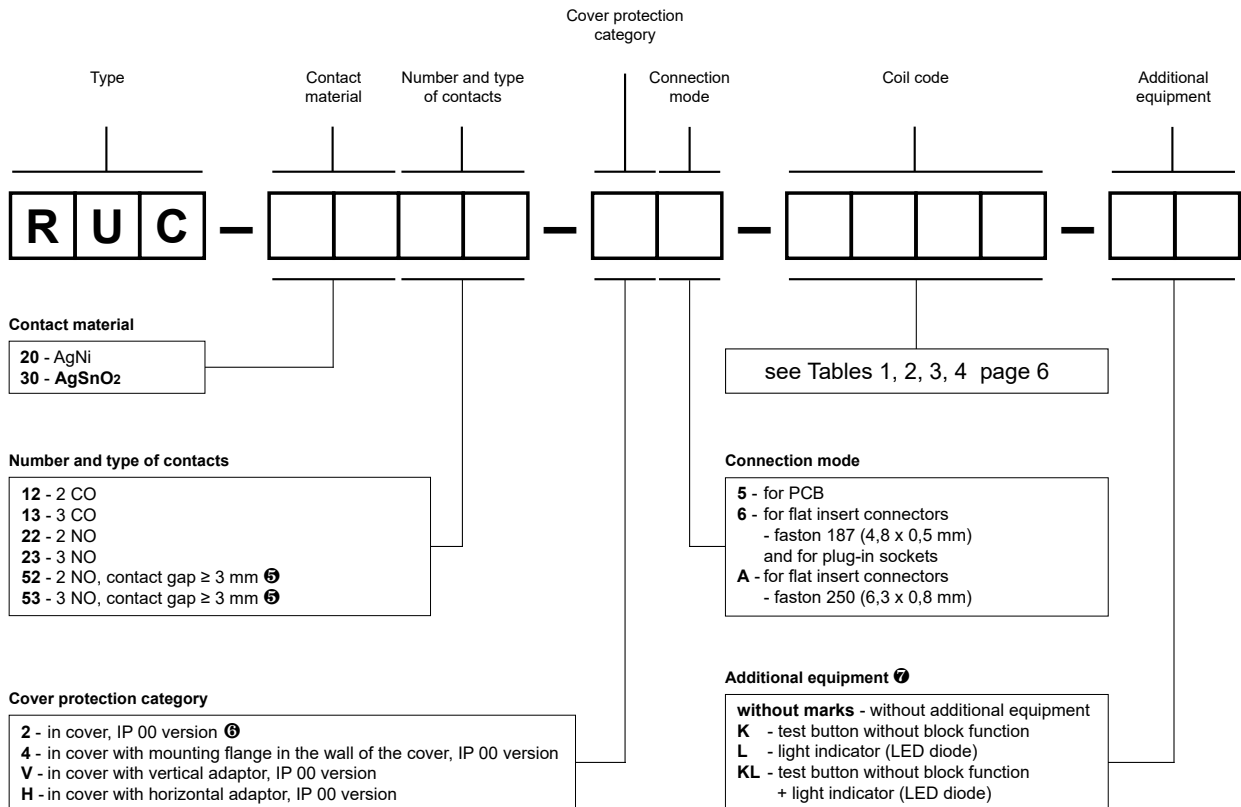 Cover protection
category
Type
Contact
material
Number and type
of contacts
Connection
mode
Coil code
Additional
equipment
R U C – – – –
Contact material
20 - AgNi
30 - AgSnO2
see Tables 1, 2, 3, 4 page 6
Number and type of contacts
12 - 2 CO
13 - 3 CO
22 - 2 NO
23 - 3 NO
52 - 2 NO, contact gap ≥ 3 mm ❺
53 - 3 NO, contact gap ≥ 3 mm ❺
Connection mode
5 - for PCB
6 - for flat insert connectors
- faston 187 (4,8 x 0,5 mm)
and for plug-in sockets
A - for flat insert connectors
- faston 250 (6,3 x 0,8 mm)
Cover protection category
2 - in cover, IP 00 version ❻
4 - in cover with mounting flange in the wall of the cover, IP 00 version
V - in cover with vertical adaptor, IP 00 version
H - in cover with horizontal adaptor, IP 00 version
Additional equipment ❼
without marks - without additional equipment
K - test button without block function
L - light indicator (LED diode)
KL - test button without block function
+ light indicator (LED diode)